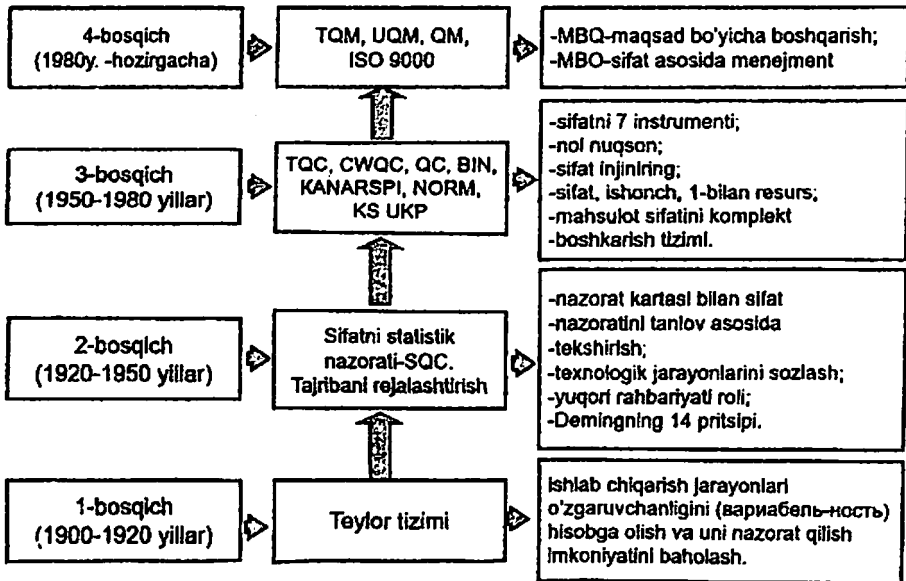 4-bosqich
(1980y. -hozirgacha)
TQM, UQM, QM,
ISO 9000
-MBQ-maqsad bo'yicha boshqarish;
-MBO-sifat asosida menejment
3-bosqich
(1950-1980 yillar)
TQC, CWQC, QC, BIN,
KANARSPI, NORM,
KS UKP
-sifatni 7 instrumenti;
-nol nuqson;
-sifat injiniring;
-sifat, ishonch, 1-bilan resurs;
-mahsulot sifatini komplekt
-boshkarish tizimi.
2-bosqich
(1920-1950 yillar)
Sifatni statistik
nazorati-SQC.
Tajribani rejalashtirish
-nazorat kartasi bilan sifat
-nazoratini tanlov asosida
-tekshirish;
-texnologik jarayonlarini sozlash;
-yuqori rahbariyati roli;
-Demingning 14 pritsipi.
1-bosqich
(1900-1920 yillar)
Teylor tizimi
Ishlab chiqarish jarayonlari
o'zgaruvchanligini (вариабель-ность)
hisobga olish va uni nazorat qilish
imkoniyatini baholash.